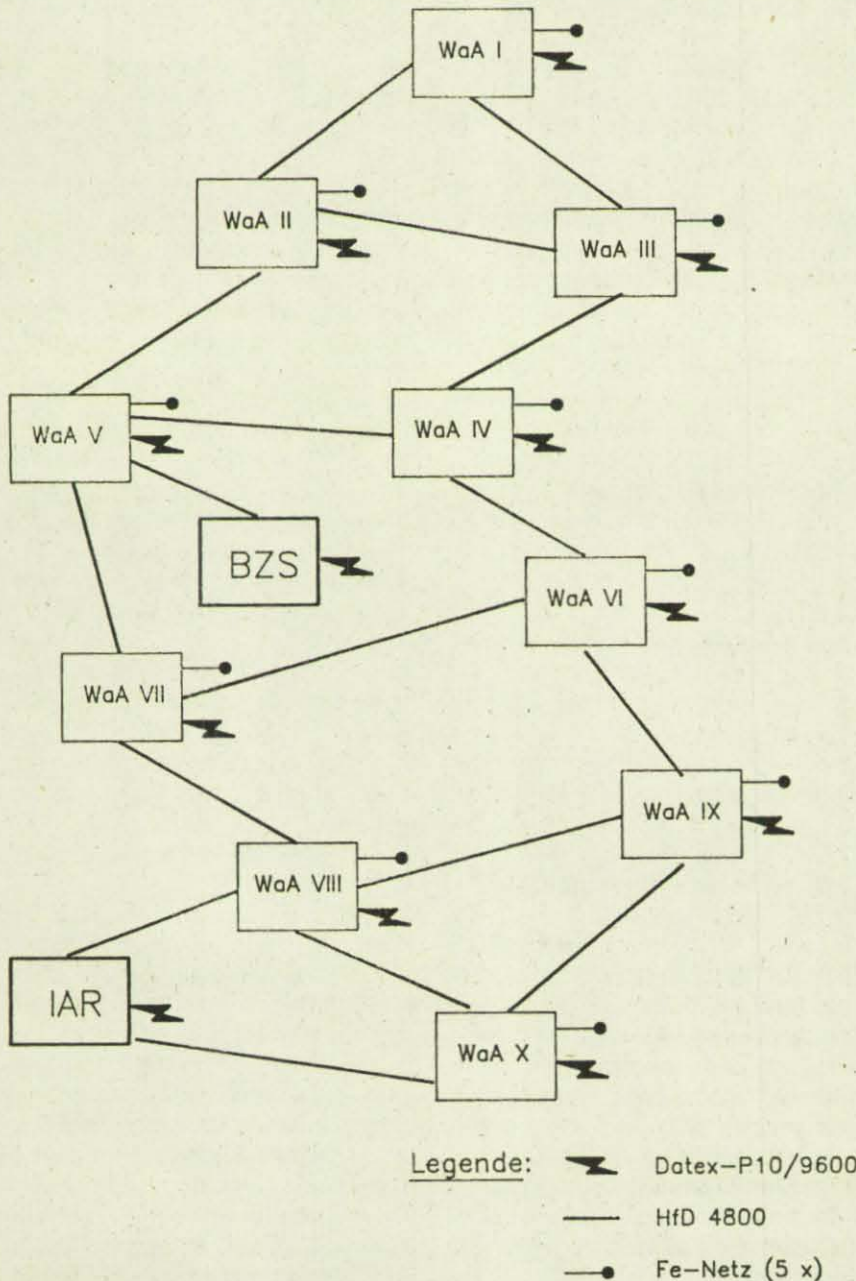 WaA I
WaA II
WaA III
WaA V
WaA IV
BZS
WaA VI
WaA VII
WaA IX
WaA VIII
IAR
WaA X
Legende:
Datex-P10/9600
HfD 4800
Fe-Netz (5 x)